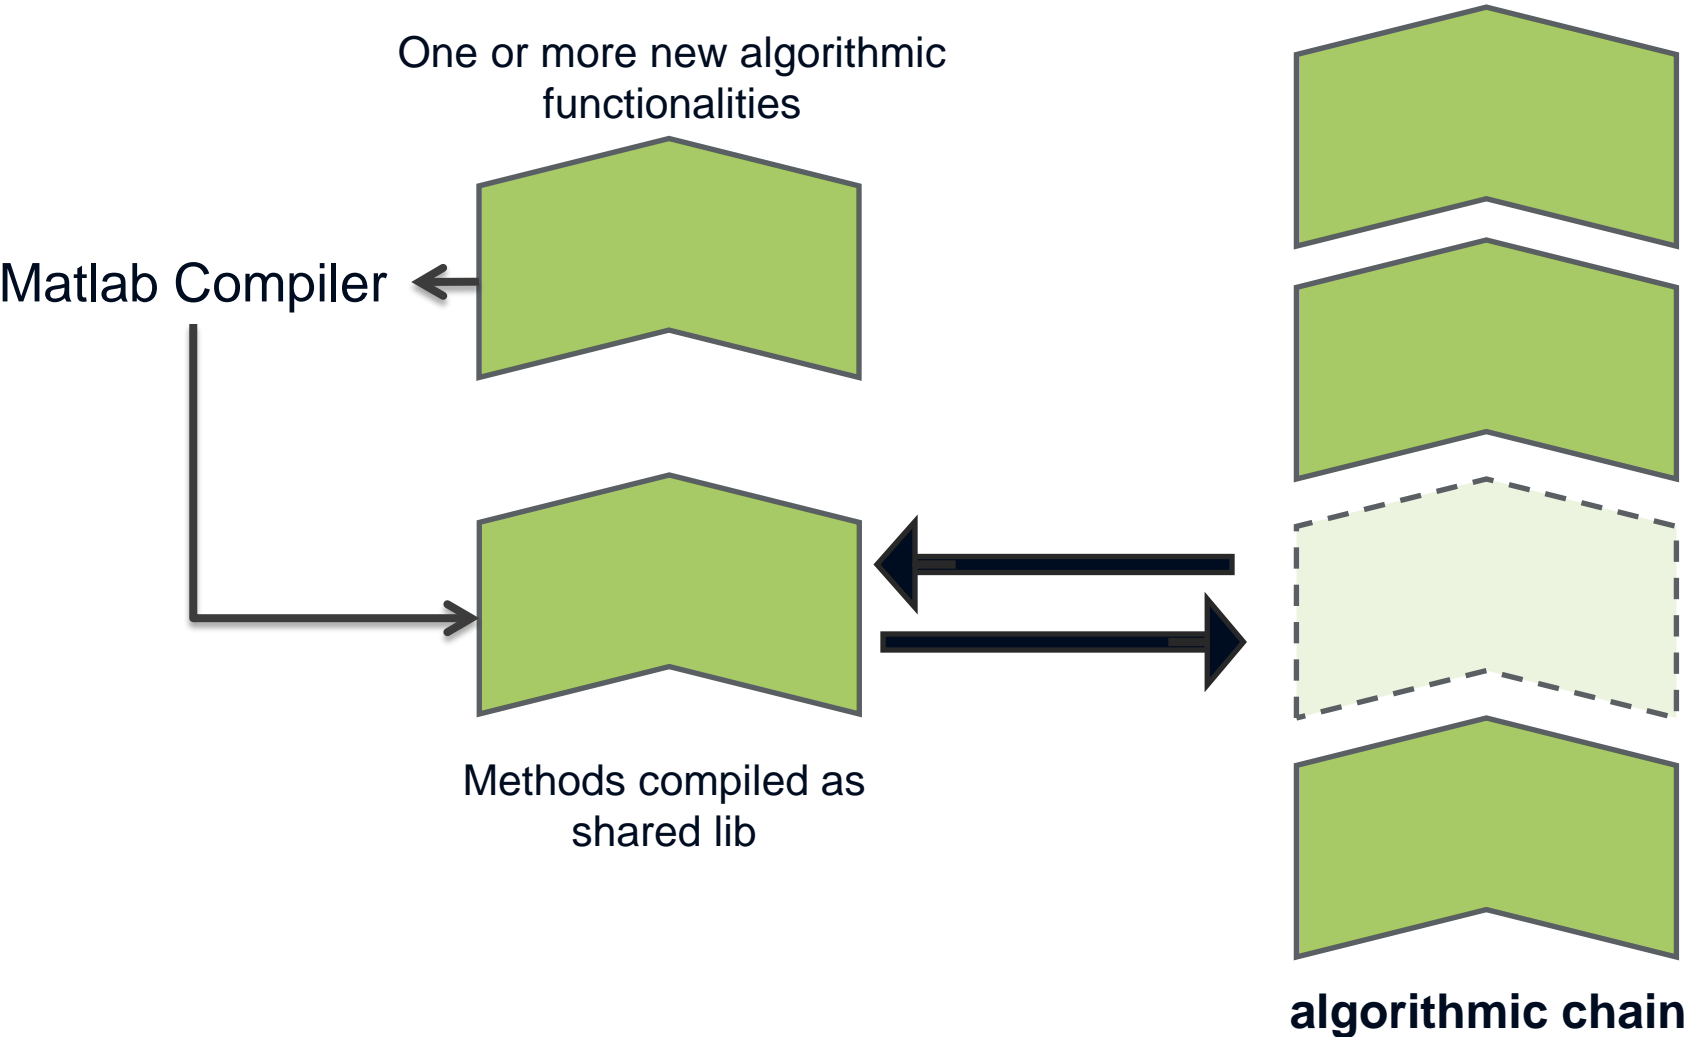 One or more new algorithmic
functionalities
Matlab Compiler
Methods compiled as
shared lib
algorithmic chain